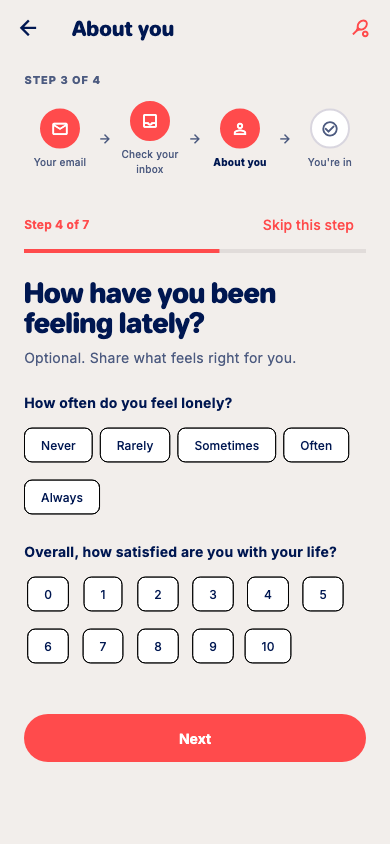 About you
STEP 3 OF 4
Your email
Check your
inbox
About you
You're in
Step 4 of 7
Skip this step
How have you been
feeling lately?
Optional. Share what feels right for you.
How often do you feel lonely?
Never Rarely Sometimes Often
Always
Overall, how satisfied are you with your life?
0 1 2 3 4 5
6 7 8 9 10
Next